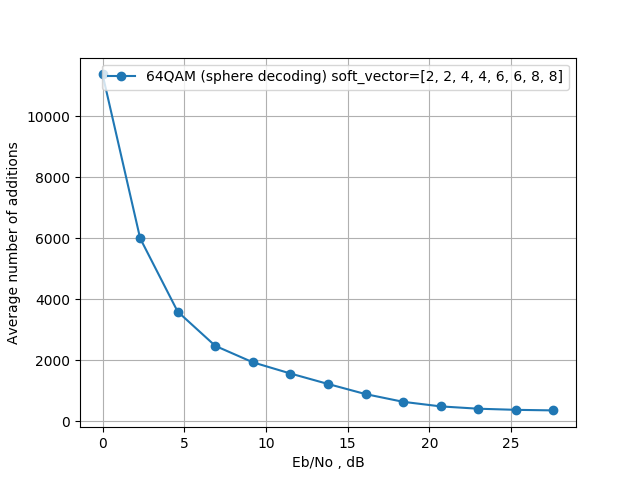 64QAM (sphere decoding) soft_vector=[2, 2, 4, 4, 6, 6, 8, 8]
10000
8000
6000
4000
2000
0
Average number of additions
0 5 10 15 20 25
Eb/No , dB